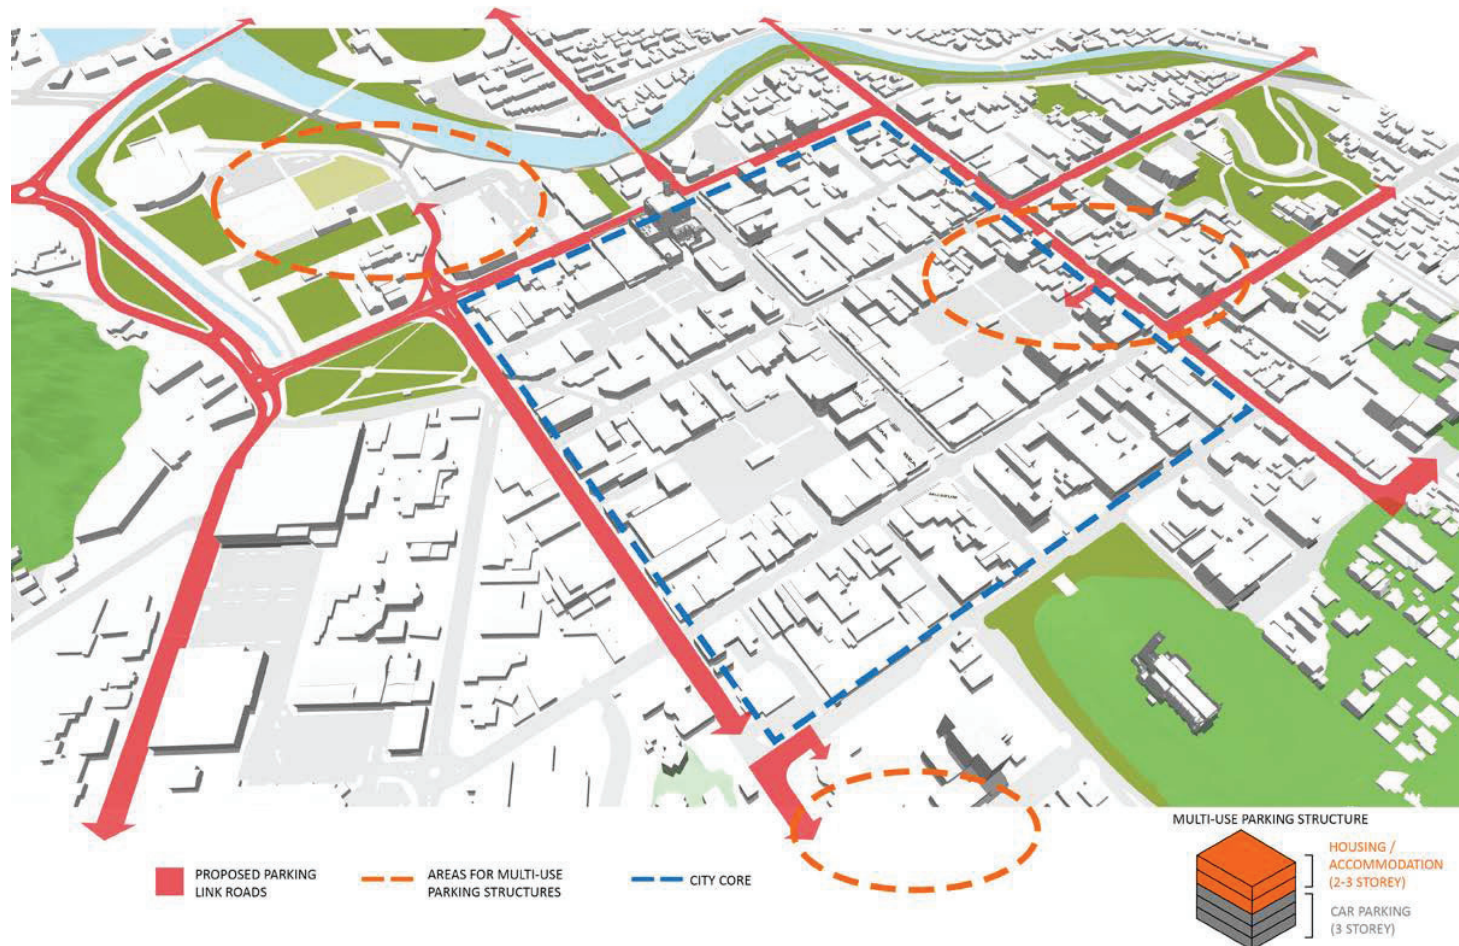 MULTI-USE PARKING STRUCTURE
HOUSING /
ACCOMMODATION
(2-3 STOREY)
CAR PARKING
(3 STOREY)
PROPOSED PARKING
LINK ROADS
AREAS FOR MULTI-USE
PARKING STRUCTURES
CITY CORE